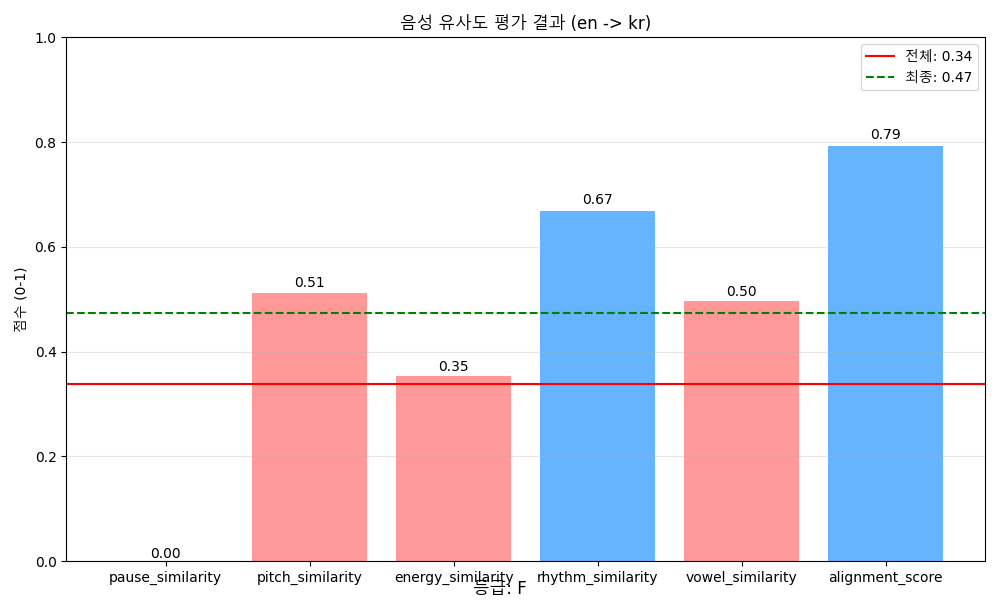 음성 유사도 평가 결과 (en -> kr)
전체: 0.34
최종: 0.47
점수 (0-1)
1.0
0.8
0.6
0.4
0.2
0.0
0.00
0.51
0.35
0.67
0.50
0.79
pause_similarity
pitch_similarity
energy_similarity
rhythm_similarity
vowel_similarity
alignment_score
등급: F